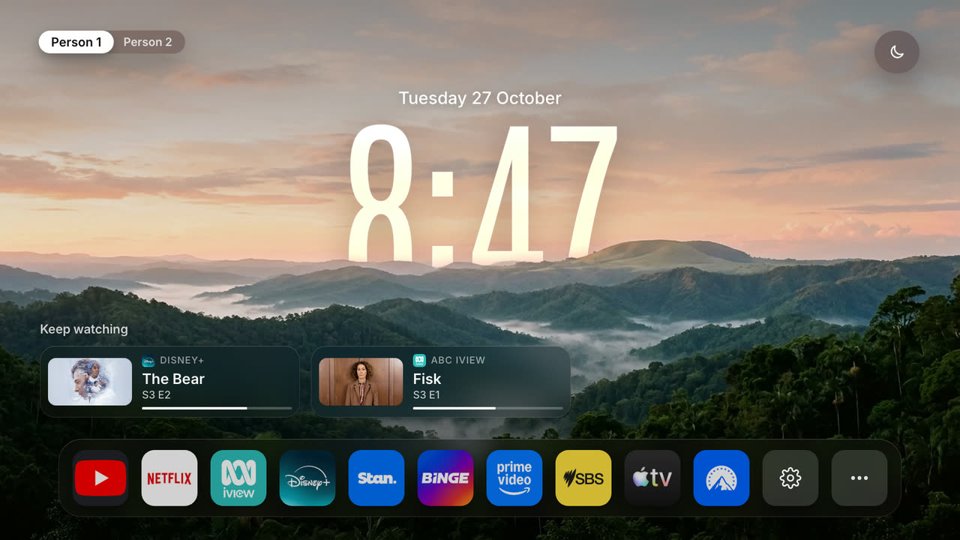 Person 1
Person 2
Tuesday 27 October
8:47
Keep watching
DISNEY+
The Bear
S3 E2
ABC IVIEW
Fisk
S3 E1
NETFLIX
iview
Disney+
Stan.
BiNGE
prime video
SBS
tv